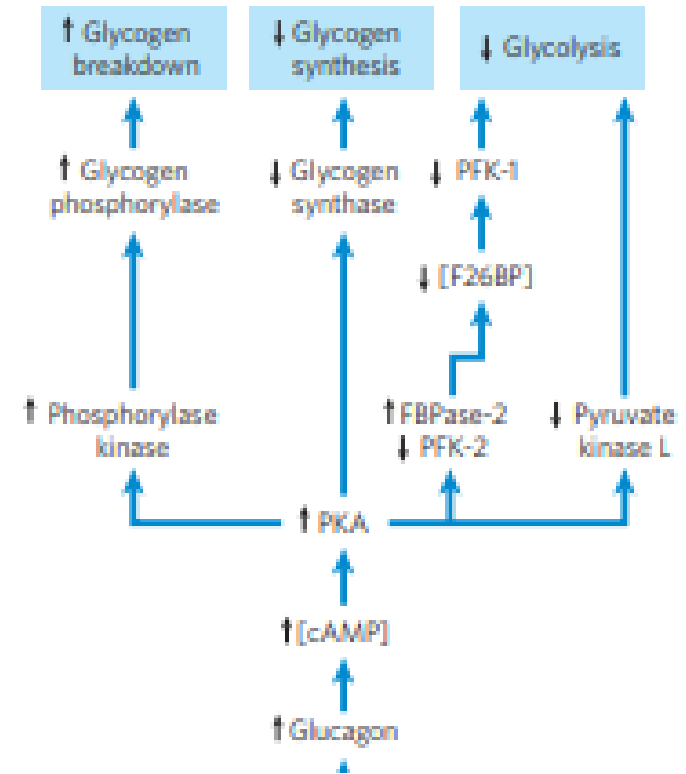 ↑ Glycogen
breakdown
↓ Glycogen
synthesis
↓ Glycolysis
↑ Glycogen
phosphorylase
↓ Glycogen
synthase
↓ PFK-1
↓ [F26BP]
↑ Phosphorylase
kinase
↑ FBPase-2
↓ PFK-2
↓ Pyruvate
kinase L
↑ PKA
↑ [cAMP]
↑ Glucagon